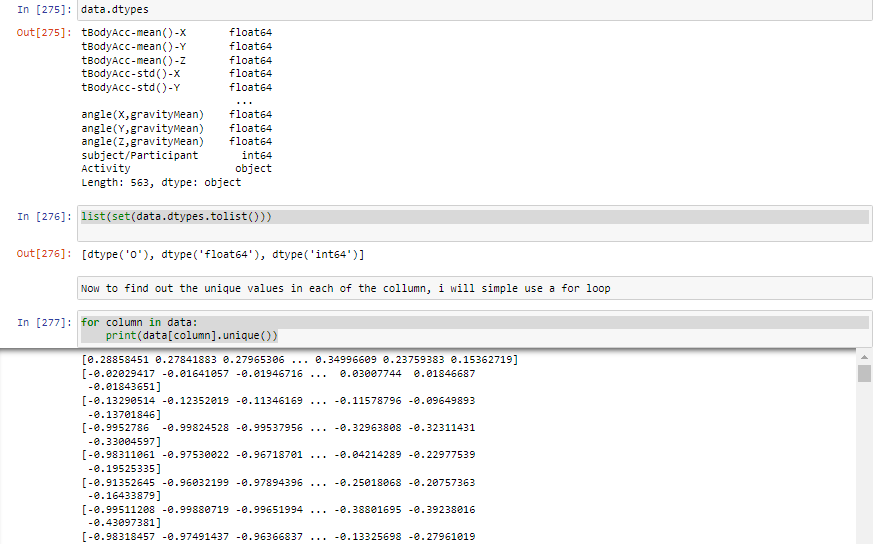 In [275]: data.dtypes
Out[275]: tBodyAcc-mean()-X float64
tBodyAcc-mean()-Y float64
tBodyAcc-mean()-Z float64
tBodyAcc-std()-X float64
tBodyAcc-std()-Y float64
...
angle(X,gravityMean) float64
angle(Y,gravityMean) float64
angle(Z,gravityMean) float64
subject/Participant int64
Activity object
Length: 563, dtype: object
In [276]: list(set(data.dtypes.tolist()))
Out[276]: [dtype('O'), dtype('float64'), dtype('int64')]
Now to find out the unique values in each of the collumn, i will simple use a for loop
In [277]: for column in data:
print(data[column].unique())
[0.28858451 0.27841883 0.27965306 ... 0.34996609 0.23759383 0.15362719]
[-0.02029417 -0.01641057 -0.01946716 ... 0.03007744 0.01846687
-0.01843651]
[-0.13290514 -0.12352019 -0.11346169 ... -0.11578796 -0.09649893
-0.13701846]
[-0.9952786 -0.99824528 -0.99537956 ... -0.32963808 -0.32311431
-0.33004597]
[-0.98311061 -0.97530022 -0.96718701 ... -0.04214289 -0.22977539
-0.19525335]
[-0.91352645 -0.96032199 -0.97894396 ... -0.25018068 -0.20757363
-0.16433879]
[-0.99511208 -0.99880719 -0.99651994 ... -0.38801695 -0.39238016
-0.43097381]
[-0.98318457 -0.97491437 -0.96366837 ... -0.13325698 -0.27961019